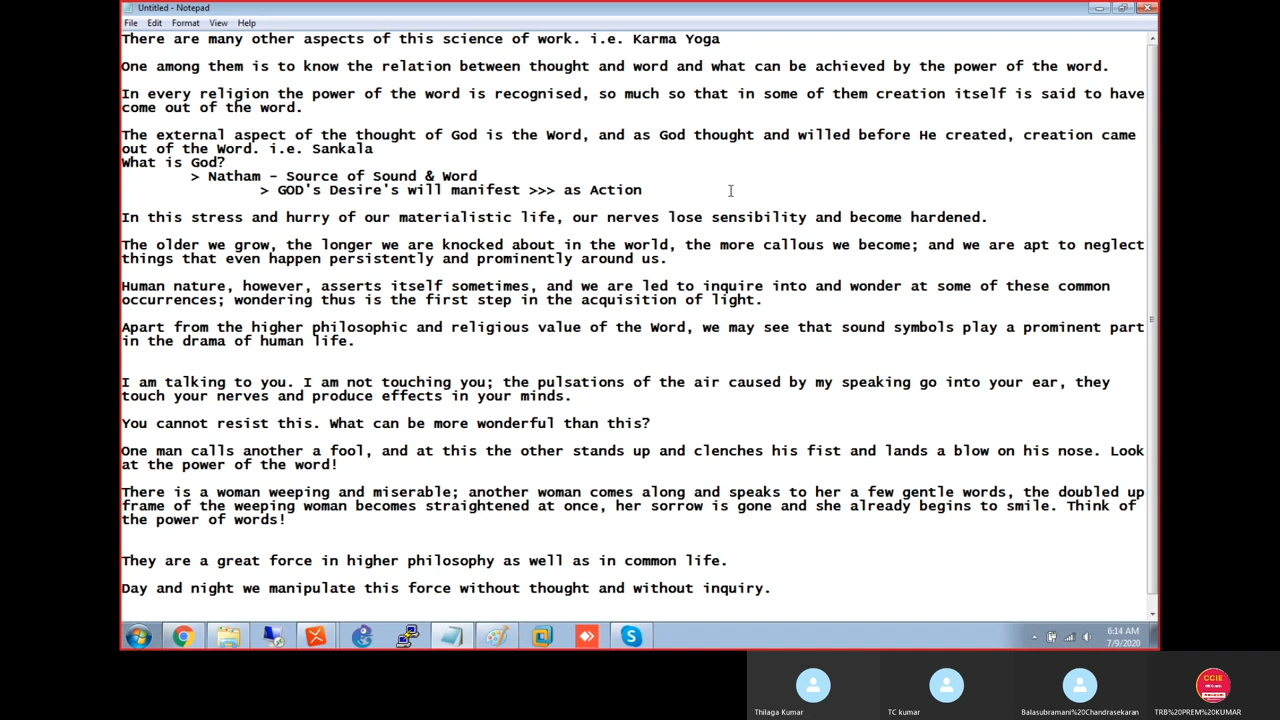 Untitled - Notepad
File Edit Format View Help
There are many other aspects of this science of work. i.e. Karma Yoga
One among them is to know the relation between thought and word and what can be achieved by the power of the word.
In every religion the power of the word is recognised, so much so that in some of them creation itself is said to have
come out of the word.
The external aspect of the thought of God is the Word, and as God thought and willed before He created, creation came
out of the Word. i.e. Sankala
What is God?
> Natham - Source of Sound & Word
> GOD's Desire's will manifest >>> as Action
In this stress and hurry of our materialistic life, our nerves lose sensibility and become hardened.
The older we grow, the longer we are knocked about in the world, the more callous we become; and we are apt to neglect
things that even happen persistently and prominently around us.
Human nature, however, asserts itself sometimes, and we are led to inquire into and wonder at some of these common
occurrences; wondering thus is the first step in the acquisition of light.
Apart from the higher philosophic and religious value of the Word, we may see that sound symbols play a prominent part
in the drama of human life.
I am talking to you. I am not touching you; the pulsations of the air caused by my speaking go into your ear, they
touch your nerves and produce effects in your minds.
You cannot resist this. What can be more wonderful than this?
One man calls another a fool, and at this the other stands up and clenches his fist and lands a blow on his nose. Look
at the power of the word!
There is a woman weeping and miserable; another woman comes along and speaks to her a few gentle words, the doubled up
frame of the weeping woman becomes straightened at once, her sorrow is gone and she already begins to smile. Think of
the power of words!
They are a great force in higher philosophy as well as in common life.
Day and night we manipulate this force without thought and without inquiry.
6:14 AM
7/9/2020
CCIE
Thilaga Kumar TC kumar Balasubramani%20Chandrasekaran TRB%20PREM%20KUMAR